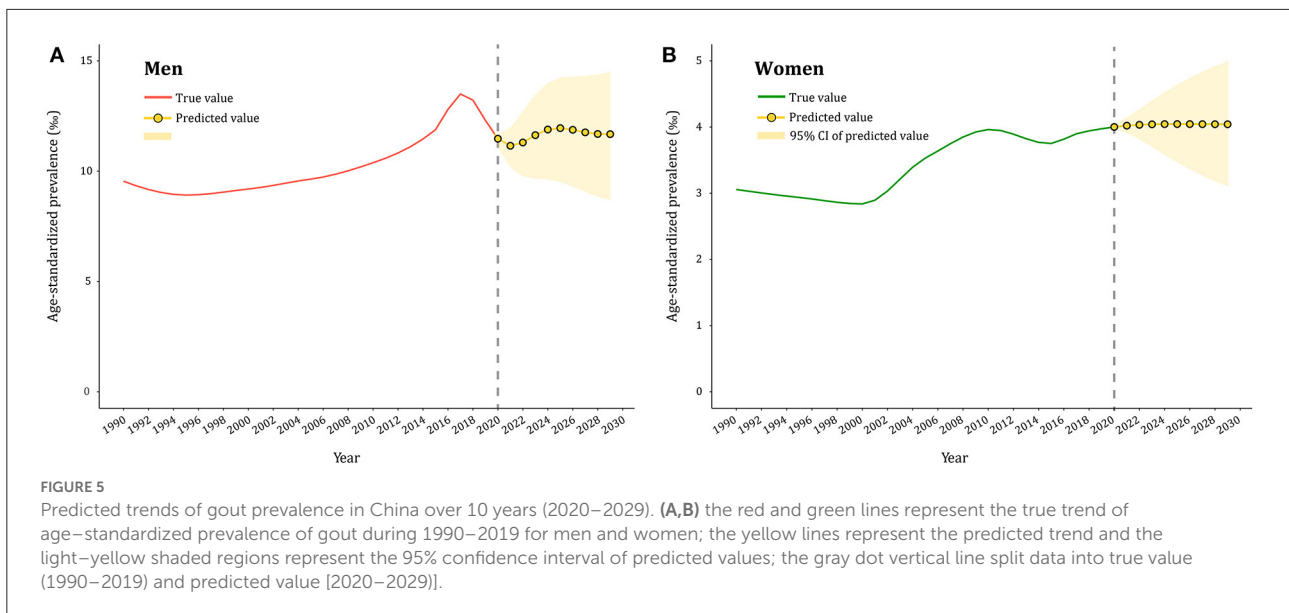 A
Men
True value
Predicted value
Age-standardized prevalence (‰)
15
10
5
0
1990 1992 1994 1996 1998 2000 2002 2004 2006 2008 2010 2012 2014 2016 2018 2020 2022 2024 2026 2028 2030
Year
B
Women
True value
Predicted value
95% CI of predicted value
Age-standardized prevalence (‰)
5
4
3
2
1
0
1990 1992 1994 1996 1998 2000 2002 2004 2006 2008 2010 2012 2014 2016 2018 2020 2022 2024 2026 2028 2030
Year
FIGURE 5
Predicted trends of gout prevalence in China over 10 years (2020–2029). (A,B) the red and green lines represent the true trend of
age–standardized prevalence of gout during 1990–2019 for men and women; the yellow lines represent the predicted trend and the
light–yellow shaded regions represent the 95% confidence interval of predicted values; the gray dot vertical line split data into true value
(1990–2019) and predicted value [2020–2029)].